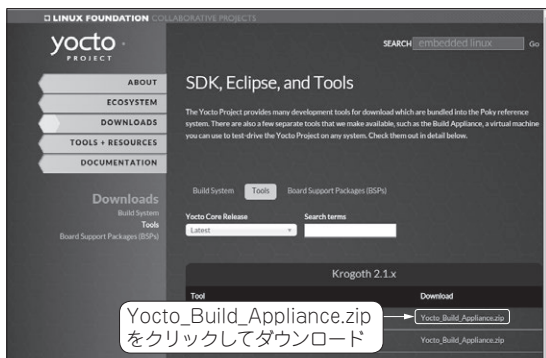 LINUX FOUNDATION COLLABORATIVE PROJECTS
yocto
PROJECT
SEARCH embedded linux Go
ABOUT
ECOSYSTEM
DOWNLOADS
TOOLS + RESOURCES
DOCUMENTATION
Downloads
Build System
Tools
Board Support Packages (BSPs)
SDK, Eclipse, and Tools
The Yocto Project provides many development tools for download which are bundled into the Poky reference
system. There are also a few separate tools that we make available, such as the Build Appliance, a virtual machine
you can use to test-drive the Yocto Project on any system. Check them out in detail below.
Build System Tools Board Support Packages (BSPs)
Yocto Core Release Search terms
Latest
Krogoth 2.1.x
Tool Download
Yocto_Build_Appliance.zip
Yocto_Build_Appliance.zip
Yocto_Build_Appliance.zip
をクリックしてダウンロード